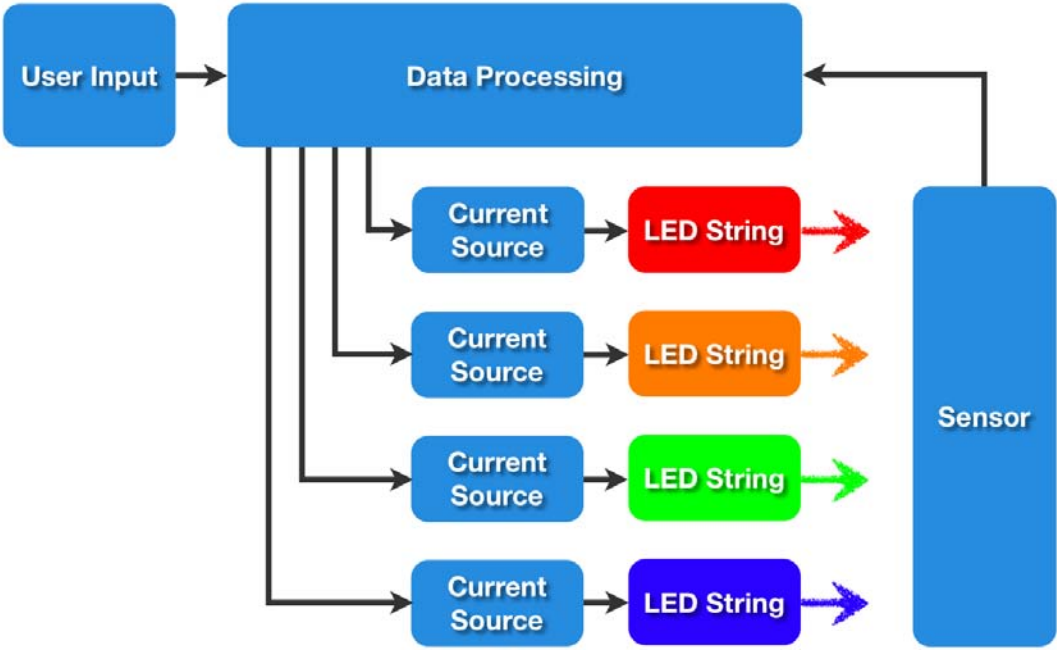 User Input
Data Processing
Current
Source
LED String
Current
Source
LED String
Sensor
Current
Source
LED String
Current
Source
LED String